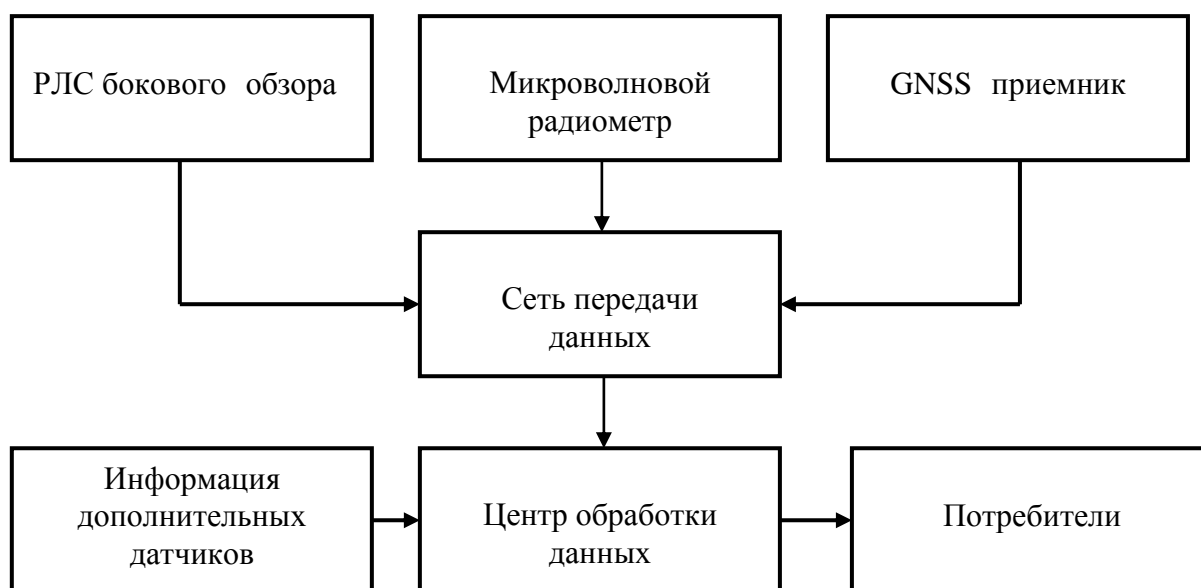 РЛС бокового обзора
Микроволновой
радиометр
GNSS приемник
Сеть передачи
данных
Информация
дополнительных
датчиков
Центр обработки
данных
Потребители